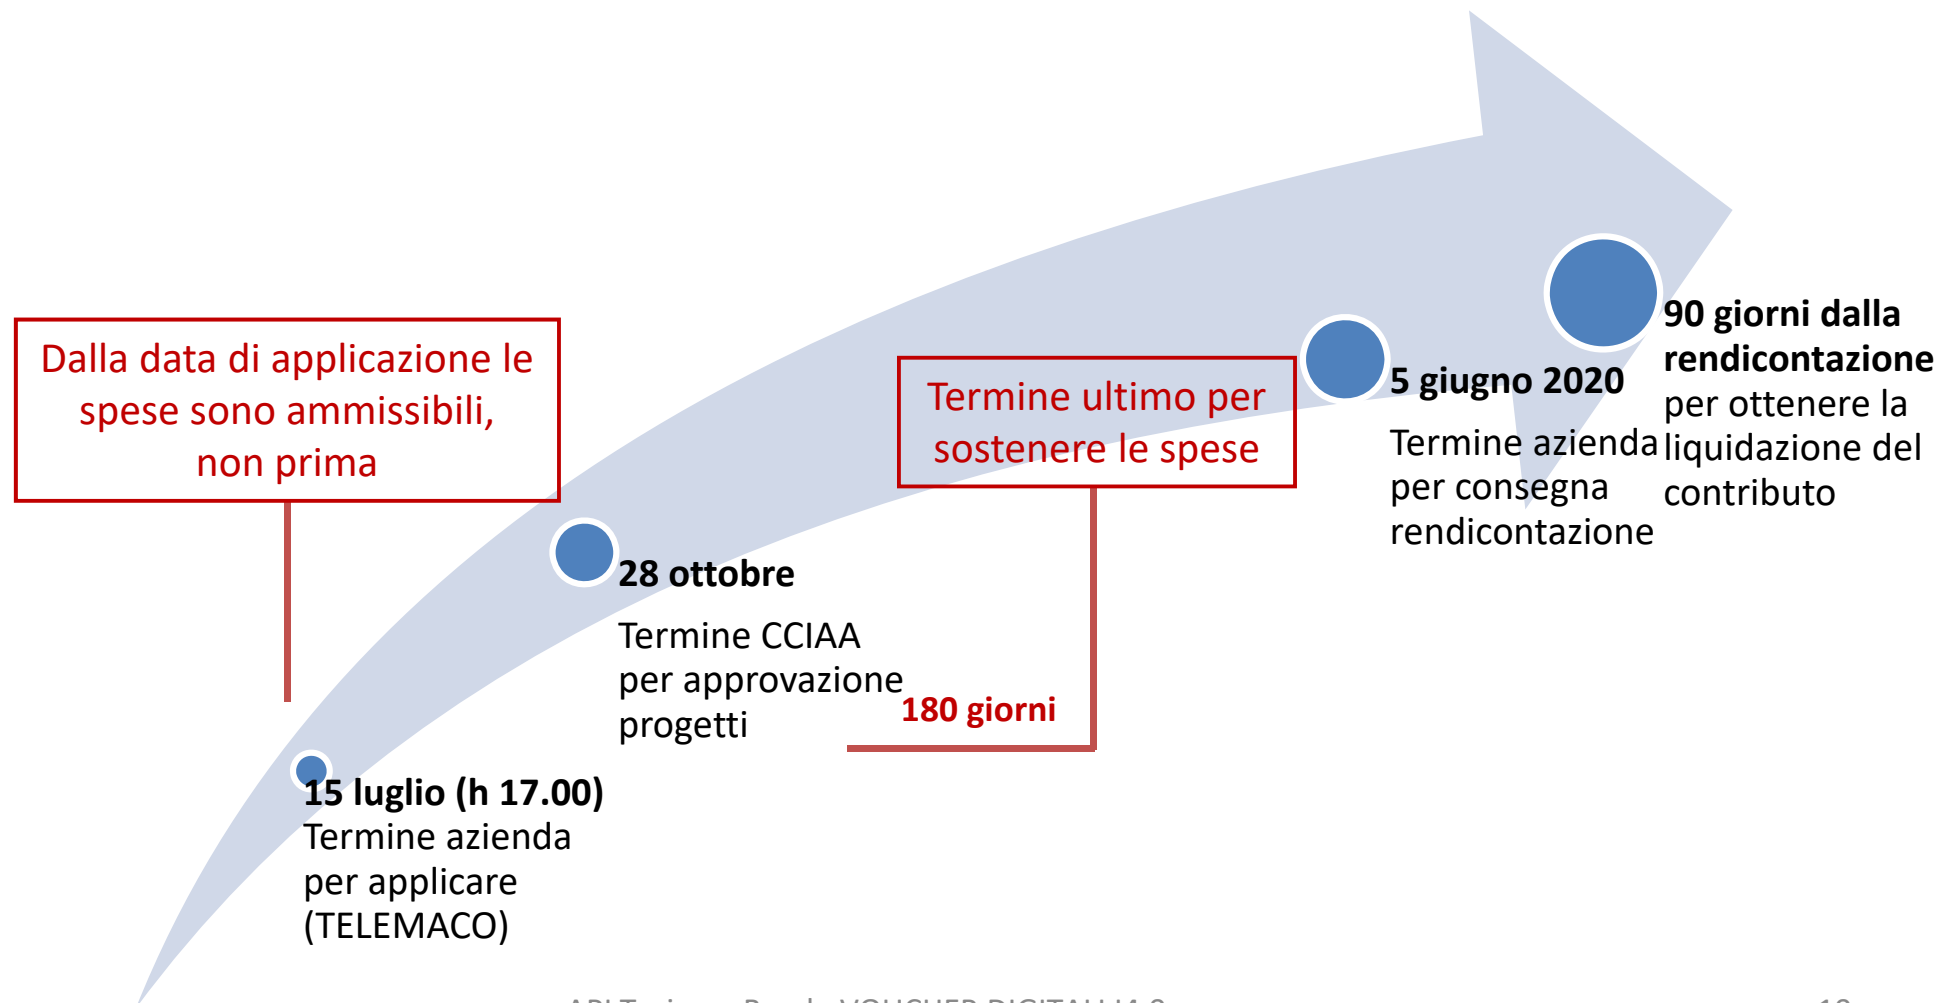 Dalla data di applicazione le
spese sono ammissibili,
non prima
15 luglio (h 17.00)
Termine azienda
per applicare
(TELEMACO)
28 ottobre
Termine CCIAA
per approvazione
progetti
180 giorni
Termine ultimo per
sostenere le spese
5 giugno 2020
Termine azienda
per consegna
rendicontazione
90 giorni dalla
rendicontazione
per ottenere la
liquidazione del
contributo